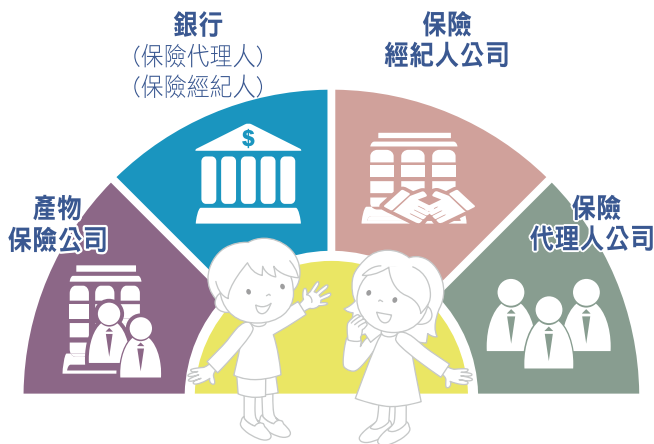 銀行
（保險代理人）
（保險經紀人）
保險
經紀人公司
產物
保險公司
保險
代理人公司
$